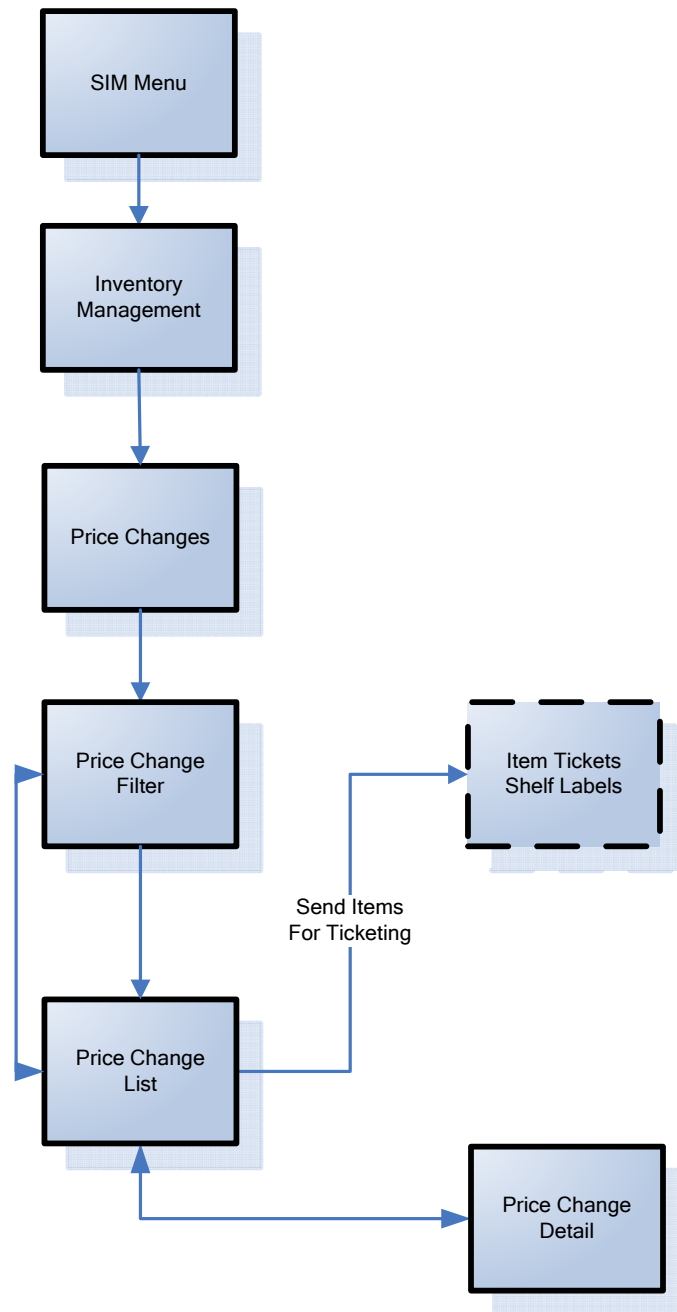 SIM Menu
Inventory
Management
Price Changes
Price Change
Filter
Item Tickets
Shelf Labels
Send Items
For Ticketing
Price Change
List
Price Change
Detail